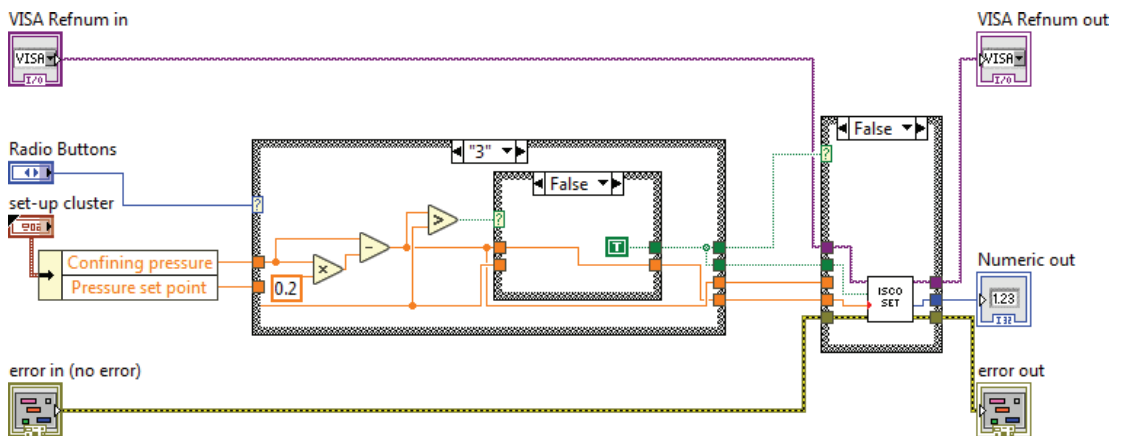 VISA Refnum in
VISA Refnum out
VISA
I/O
VISA
I/O
False
Radio Buttons
"3"
set-up cluster
False
Confining pressure
Pressure set point
0.2
T
ISCO
SET
Numeric out
1.23
I32
error in (no error)
error out